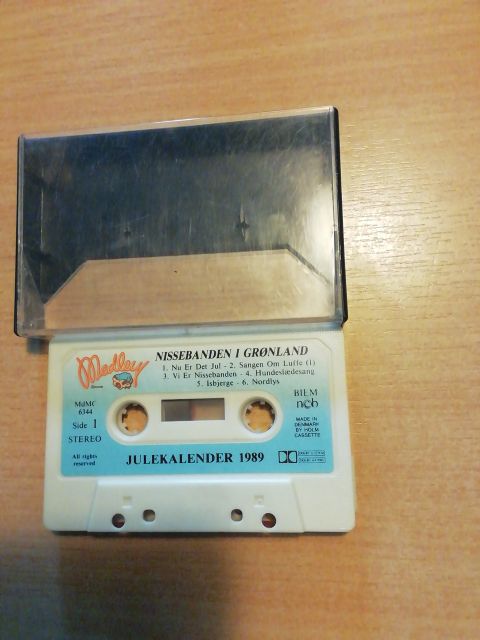 Medley
NISSEBANDEN I GRØNLAND
1. Nu Er Det Jul - 2. Sangen Om Luffe (i)
3. Vi Er Nissebanden - 4. Hundeslædesang
5. Isbjerge - 6. Nordlys
MdMC
6344
Side 1
STEREO
All rights
reserved
BIEM
ncb
MADE IN
DENMARK
BY HOLM
CASSETTE
JULEKALENDER 1989